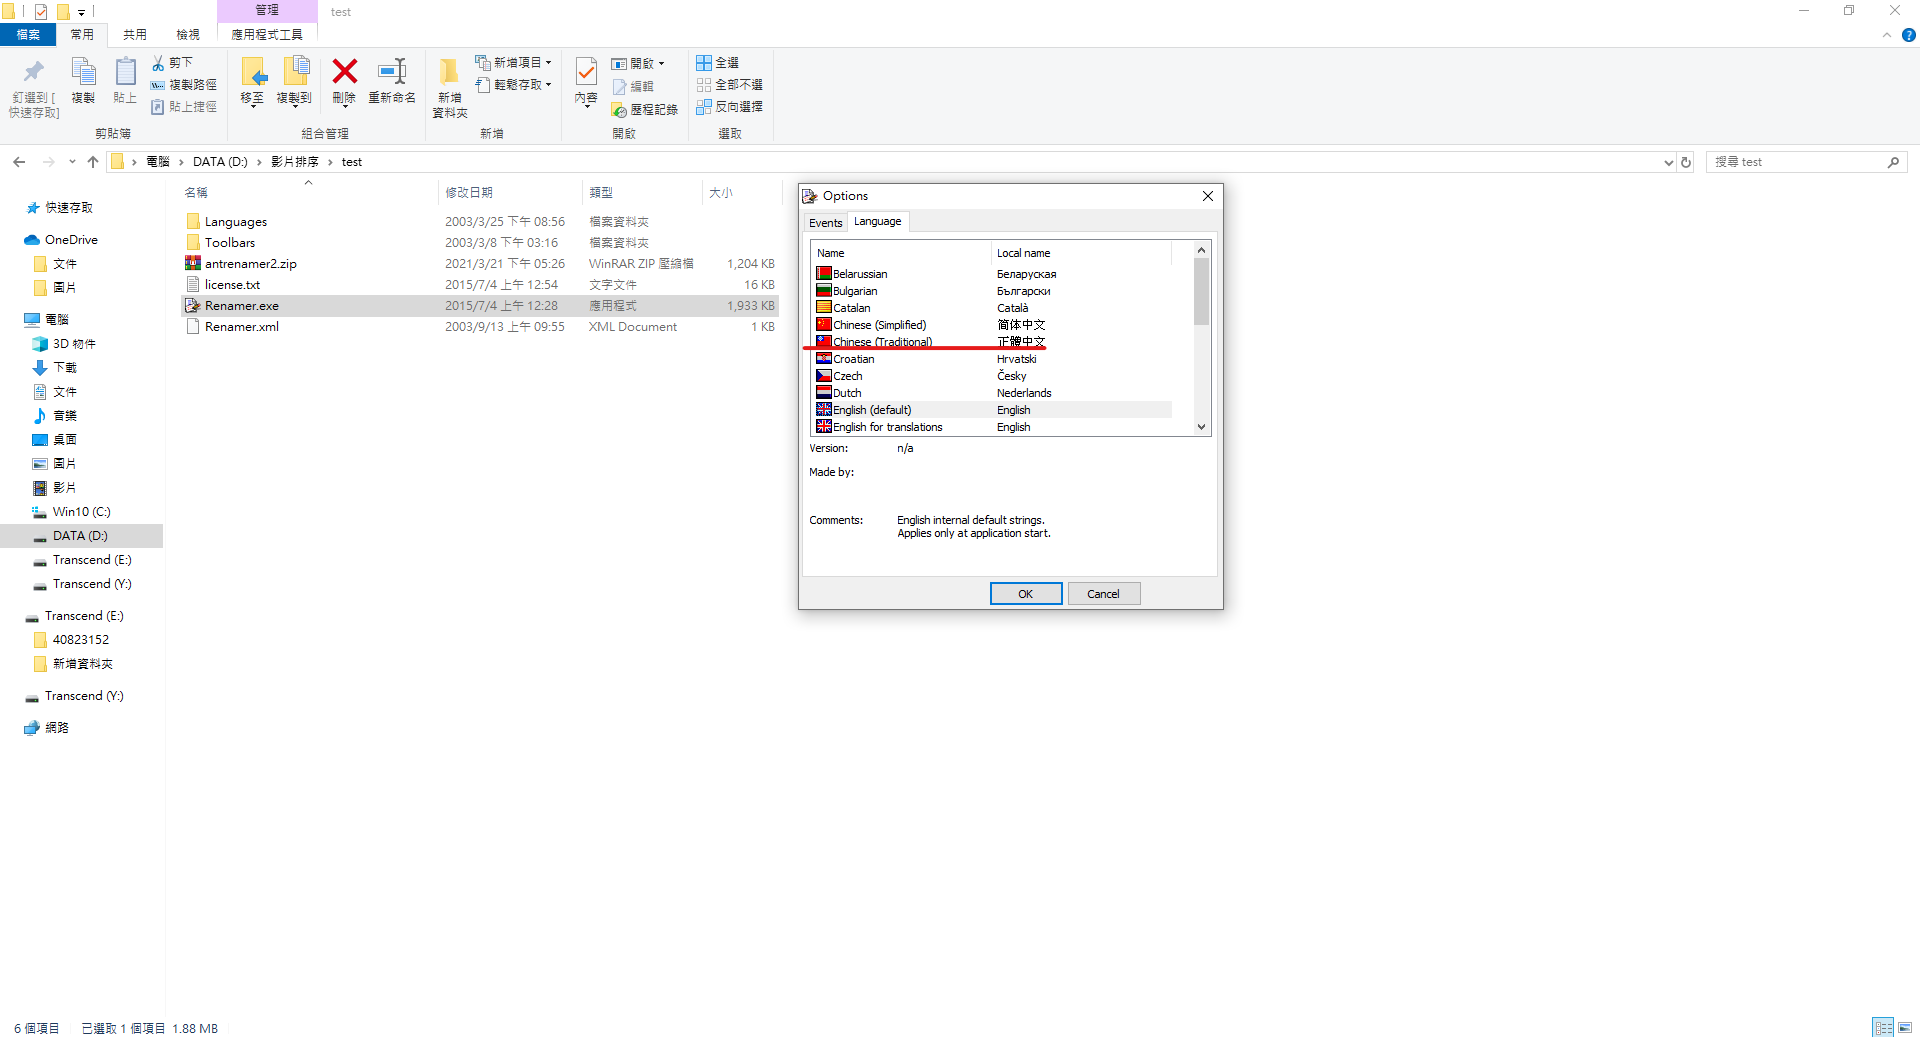 管理
test
檔案
常用
共用
檢視
應用程式工具
釘選到 [
快速存取]
複製
貼上
剪下
複製路徑
貼上捷徑
剪貼簿
移至
複製到
刪除
重新命名
組合管理
新增
資料夾
新增項目
輕鬆存取
新增
內容
開啟
編輯
歷程記錄
開啟
全選
全部不選
反向選擇
選取
電腦 › DATA (D:) › 影片排序 › test
搜尋 test
快速存取
OneDrive
文件
圖片
電腦
3D 物件
下載
文件
音樂
桌面
圖片
影片
Win10 (C:)
DATA (D:)
Transcend (E:)
Transcend (Y:)
Transcend (E:)
40823152
新增資料夾
Transcend (Y:)
網路
名稱 修改日期 類型 大小
Languages 2003/3/25 下午 08:56 檔案資料夾
Toolbars 2003/3/8 下午 03:16 檔案資料夾
antrenamer2.zip 2021/3/21 下午 05:26 WinRAR ZIP 壓縮檔 1,204 KB
license.txt 2015/7/4 上午 12:54 文字文件 16 KB
Renamer.exe 2015/7/4 上午 12:28 應用程式 1,933 KB
Renamer.xml 2003/9/13 上午 09:55 XML Document 1 KB
Options
Events Language
Name Local name
Belarussian Беларуская
Bulgarian Български
Catalan Català
Chinese (Simplified) 简体中文
Chinese (Traditional) 正體中文
Croatian Hrvatski
Czech Česky
Dutch Nederlands
English (default) English
English for translations English
Version: n/a
Made by:
Comments: English internal default strings.
Applies only at application start.
OK Cancel
6 個項目 已選取 1 個項目 1.88 MB